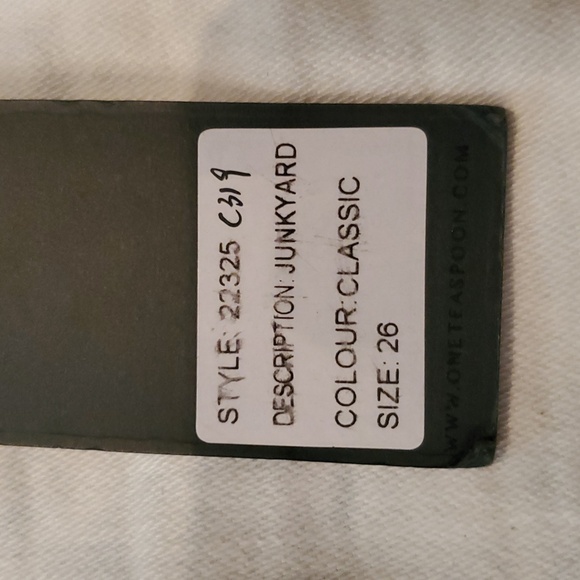 STYLE: 22325 C319
DESCRIPTION: JUNKYARD
COLOUR: CLASSIC
SIZE: 26
WWW.ONETEASPOON.COM